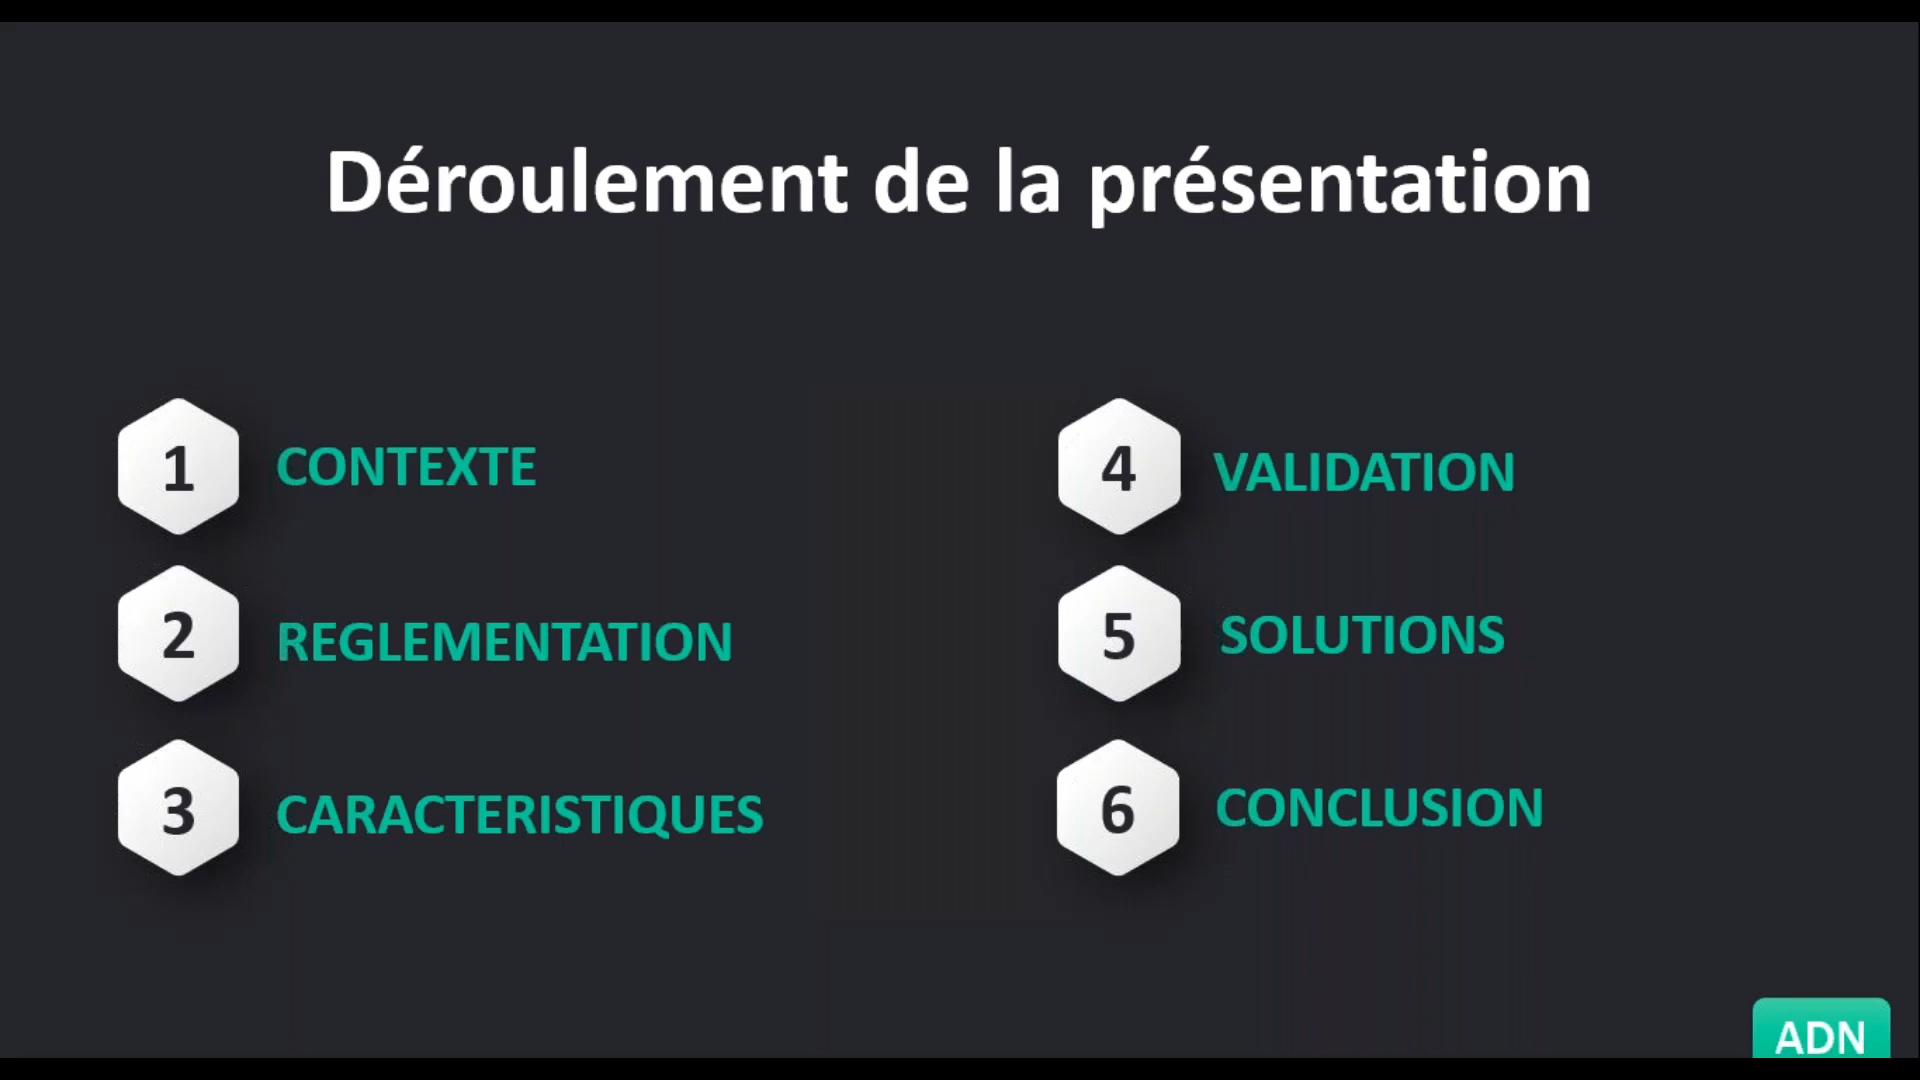 Déroulement de la présentation
1 CONTEXTE
2 REGLEMENTATION
3 CARACTERISTIQUES
4 VALIDATION
5 SOLUTIONS
6 CONCLUSION
ADN